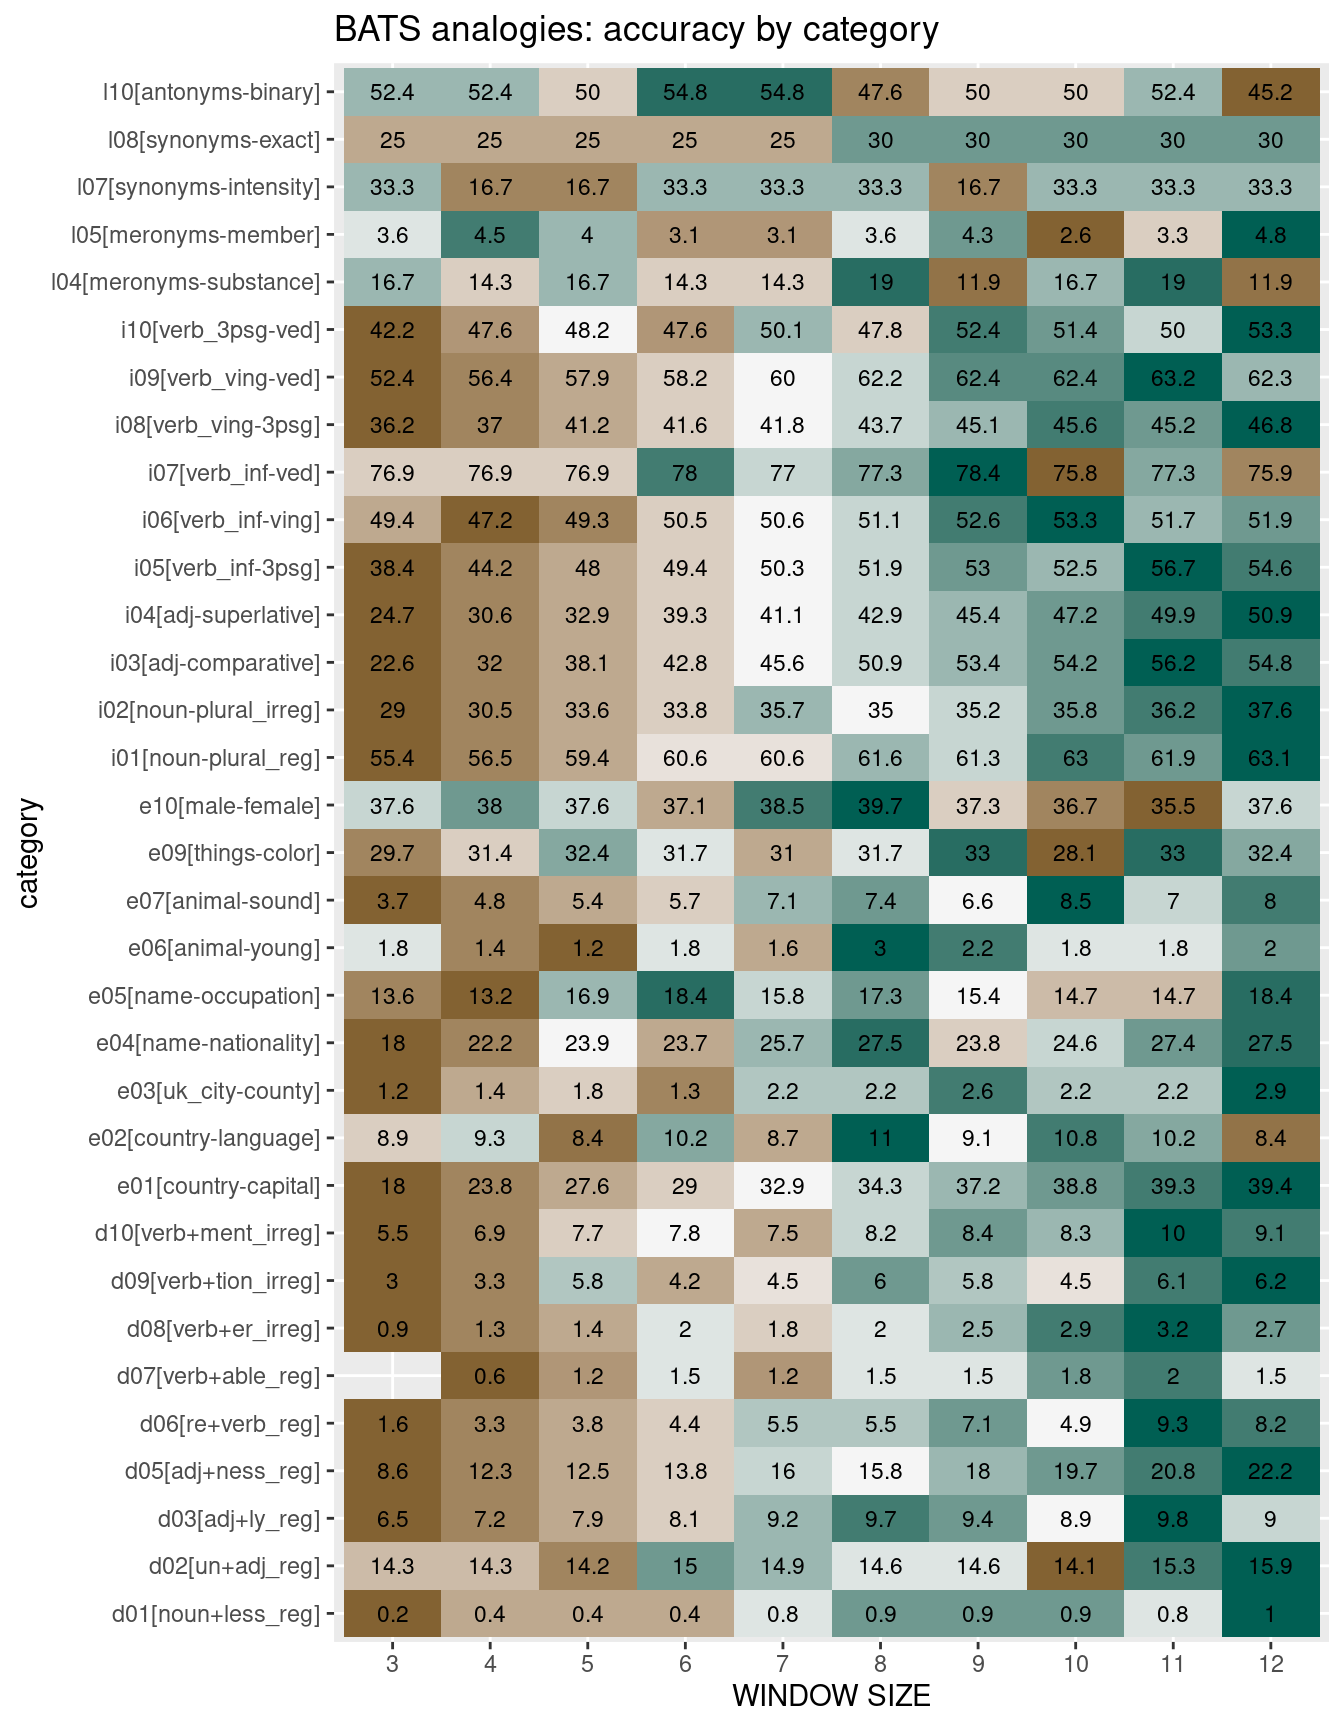 BATS analogies: accuracy by category
l10[antonyms-binary] 52.4 52.4 50 54.8 54.8 47.6 50 50 52.4 45.2
l08[synonyms-exact] 25 25 25 25 25 30 30 30 30 30
l07[synonyms-intensity] 33.3 16.7 16.7 33.3 33.3 33.3 16.7 33.3 33.3 33.3
l05[meronyms-member] 3.6 4.5 4 3.1 3.1 3.6 4.3 2.6 3.3 4.8
l04[meronyms-substance] 16.7 14.3 16.7 14.3 14.3 19 11.9 16.7 19 11.9
i10[verb_3psg-ved] 42.2 47.6 48.2 47.6 50.1 47.8 52.4 51.4 50 53.3
i09[verb_ving-ved] 52.4 56.4 57.9 58.2 60 62.2 62.4 62.4 63.2 62.3
i08[verb_ving-3psg] 36.2 37 41.2 41.6 41.8 43.7 45.1 45.6 45.2 46.8
i07[verb_inf-ved] 76.9 76.9 76.9 78 77 77.3 78.4 75.8 77.3 75.9
i06[verb_inf-ving] 49.4 47.2 49.3 50.5 50.6 51.1 52.6 53.3 51.7 51.9
i05[verb_inf-3psg] 38.4 44.2 48 49.4 50.3 51.9 53 52.5 56.7 54.6
i04[adj-superlative] 24.7 30.6 32.9 39.3 41.1 42.9 45.4 47.2 49.9 50.9
i03[adj-comparative] 22.6 32 38.1 42.8 45.6 50.9 53.4 54.2 56.2 54.8
i02[noun-plural_irreg] 29 30.5 33.6 33.8 35.7 35 35.2 35.8 36.2 37.6
i01[noun-plural_reg] 55.4 56.5 59.4 60.6 60.6 61.6 61.3 63 61.9 63.1
e10[male-female] 37.6 38 37.6 37.1 38.5 39.7 37.3 36.7 35.5 37.6
e09[things-color] 29.7 31.4 32.4 31.7 31 31.7 33 28.1 33 32.4
e07[animal-sound] 3.7 4.8 5.4 5.7 7.1 7.4 6.6 8.5 7 8
e06[animal-young] 1.8 1.4 1.2 1.8 1.6 3 2.2 1.8 1.8 2
e05[name-occupation] 13.6 13.2 16.9 18.4 15.8 17.3 15.4 14.7 14.7 18.4
e04[name-nationality] 18 22.2 23.9 23.7 25.7 27.5 23.8 24.6 27.4 27.5
e03[uk_city-county] 1.2 1.4 1.8 1.3 2.2 2.2 2.6 2.2 2.2 2.9
e02[country-language] 8.9 9.3 8.4 10.2 8.7 11 9.1 10.8 10.2 8.4
e01[country-capital] 18 23.8 27.6 29 32.9 34.3 37.2 38.8 39.3 39.4
d10[verb+ment_irreg] 5.5 6.9 7.7 7.8 7.5 8.2 8.4 8.3 10 9.1
d09[verb+tion_irreg] 3 3.3 5.8 4.2 4.5 6 5.8 4.5 6.1 6.2
d08[verb+er_irreg] 0.9 1.3 1.4 2 1.8 2 2.5 2.9 3.2 2.7
d07[verb+able_reg] 0.6 1.2 1.5 1.2 1.5 1.5 1.8 2 1.5
d06[re+verb_reg] 1.6 3.3 3.8 4.4 5.5 5.5 7.1 4.9 9.3 8.2
d05[adj+ness_reg] 8.6 12.3 12.5 13.8 16 15.8 18 19.7 20.8 22.2
d03[adj+ly_reg] 6.5 7.2 7.9 8.1 9.2 9.7 9.4 8.9 9.8 9
d02[un+adj_reg] 14.3 14.3 14.2 15 14.9 14.6 14.6 14.1 15.3 15.9
d01[noun+less_reg] 0.2 0.4 0.4 0.4 0.8 0.9 0.9 0.9 0.8 1
3 4 5 6 7 8 9 10 11 12
WINDOW SIZE
category